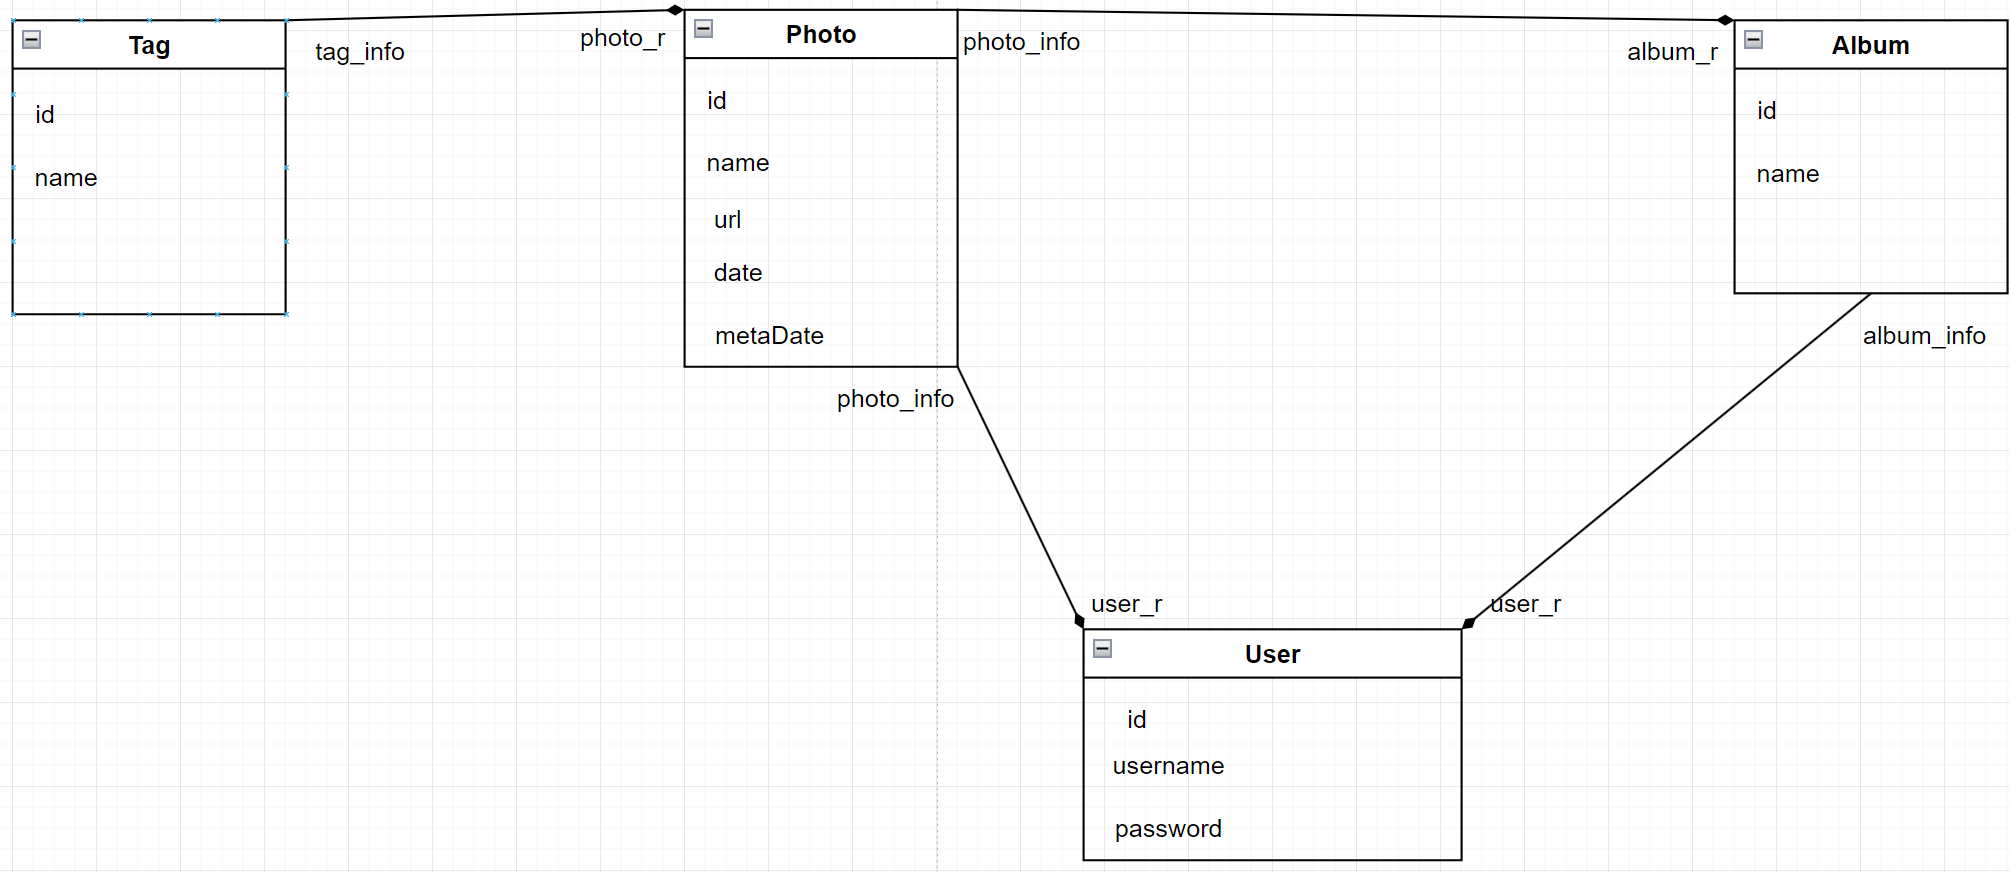 Tag
id
name
tag_info
photo_r
Photo
id
name
url
date
metaDate
photo_info
album_r
Album
id
name
photo_info
album_info
user_r
user_r
User
id
username
password